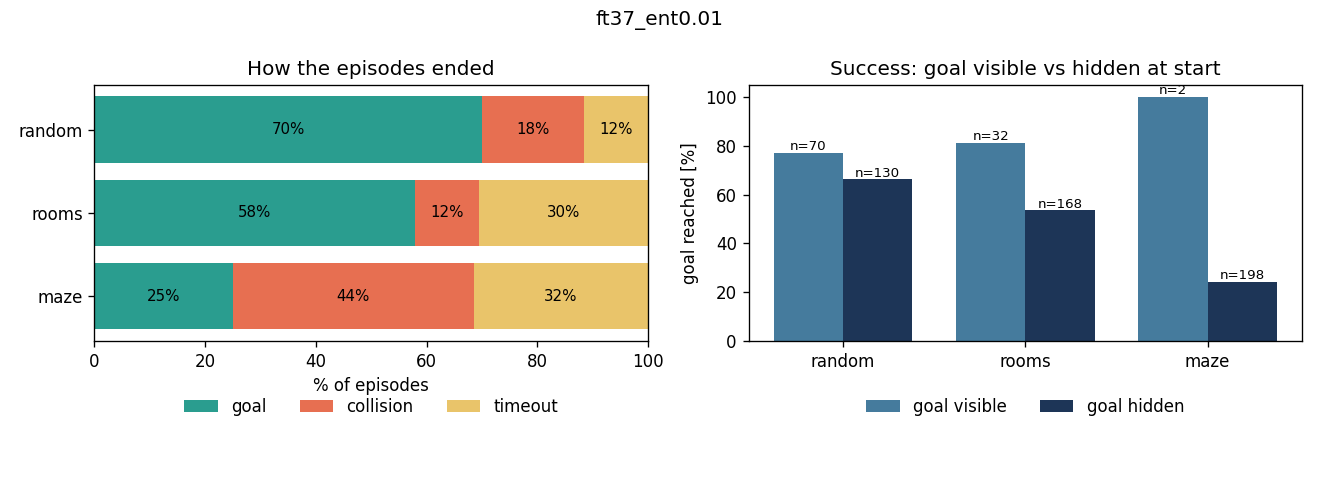 ft37_ent0.01
How the episodes ended
random
70%
18%
12%
rooms
58%
12%
30%
maze
25%
44%
32%
0 20 40 60 80 100
% of episodes
goal collision timeout
Success: goal visible vs hidden at start
goal reached [%]
100
80
60
40
20
0
n=70
n=130
n=32
n=168
n=2
n=198
random rooms maze
goal visible goal hidden